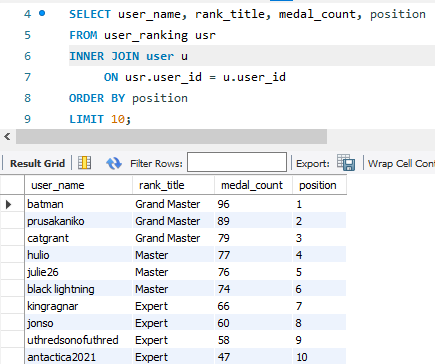 4 SELECT user_name, rank_title, medal_count, position
5 FROM user_ranking usr
6 INNER JOIN user u
7 ON usr.user_id = u.user_id
8 ORDER BY position
9 LIMIT 10;
Result Grid Filter Rows: Export: Wrap Cell Cont
user_name rank_title medal_count position
batman Grand Master 96 1
prusakaniko Grand Master 89 2
catgrant Grand Master 79 3
hulio Master 77 4
julie26 Master 76 5
black lightning Master 74 6
kingragnar Expert 66 7
jonso Expert 60 8
uthredsonofuthred Expert 58 9
antactica2021 Expert 47 10